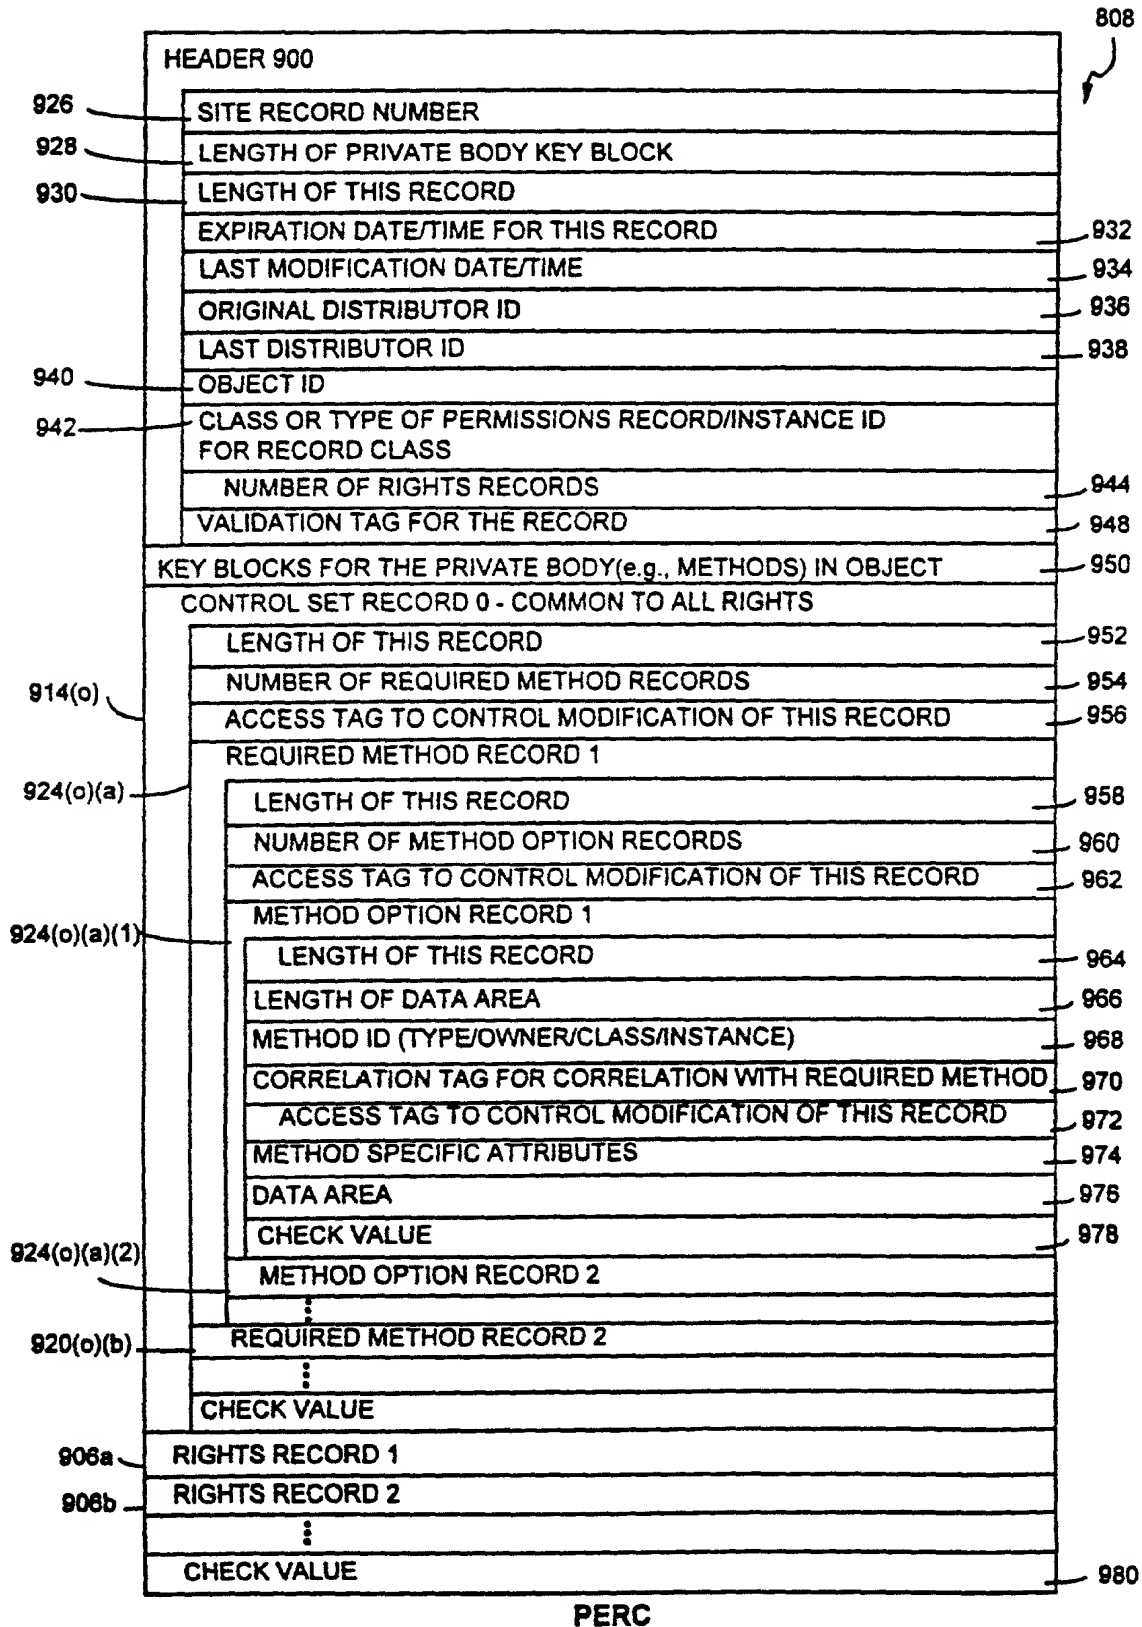 808
HEADER 900
926 SITE RECORD NUMBER
928 LENGTH OF PRIVATE BODY KEY BLOCK
930 LENGTH OF THIS RECORD
EXPIRATION DATE/TIME FOR THIS RECORD 932
LAST MODIFICATION DATE/TIME 934
ORIGINAL DISTRIBUTOR ID 936
LAST DISTRIBUTOR ID 938
940 OBJECT ID
942 CLASS OR TYPE OF PERMISSIONS RECORD/INSTANCE ID
FOR RECORD CLASS
NUMBER OF RIGHTS RECORDS 944
VALIDATION TAG FOR THE RECORD 948
KEY BLOCKS FOR THE PRIVATE BODY(e.g., METHODS) IN OBJECT 950
CONTROL SET RECORD 0 - COMMON TO ALL RIGHTS
LENGTH OF THIS RECORD 952
914(o) NUMBER OF REQUIRED METHOD RECORDS 954
ACCESS TAG TO CONTROL MODIFICATION OF THIS RECORD 956
REQUIRED METHOD RECORD 1
924(o)(a) LENGTH OF THIS RECORD 958
NUMBER OF METHOD OPTION RECORDS 960
ACCESS TAG TO CONTROL MODIFICATION OF THIS RECORD 962
METHOD OPTION RECORD 1
924(o)(a)(1) LENGTH OF THIS RECORD 964
LENGTH OF DATA AREA 966
METHOD ID (TYPE/OWNER/CLASS/INSTANCE) 968
CORRELATION TAG FOR CORRELATION WITH REQUIRED METHOD 970
ACCESS TAG TO CONTROL MODIFICATION OF THIS RECORD 972
METHOD SPECIFIC ATTRIBUTES 974
DATA AREA 976
CHECK VALUE 978
924(o)(a)(2) METHOD OPTION RECORD 2
920(o)(b) REQUIRED METHOD RECORD 2
CHECK VALUE
906a RIGHTS RECORD 1
906b RIGHTS RECORD 2
CHECK VALUE 980
PERC